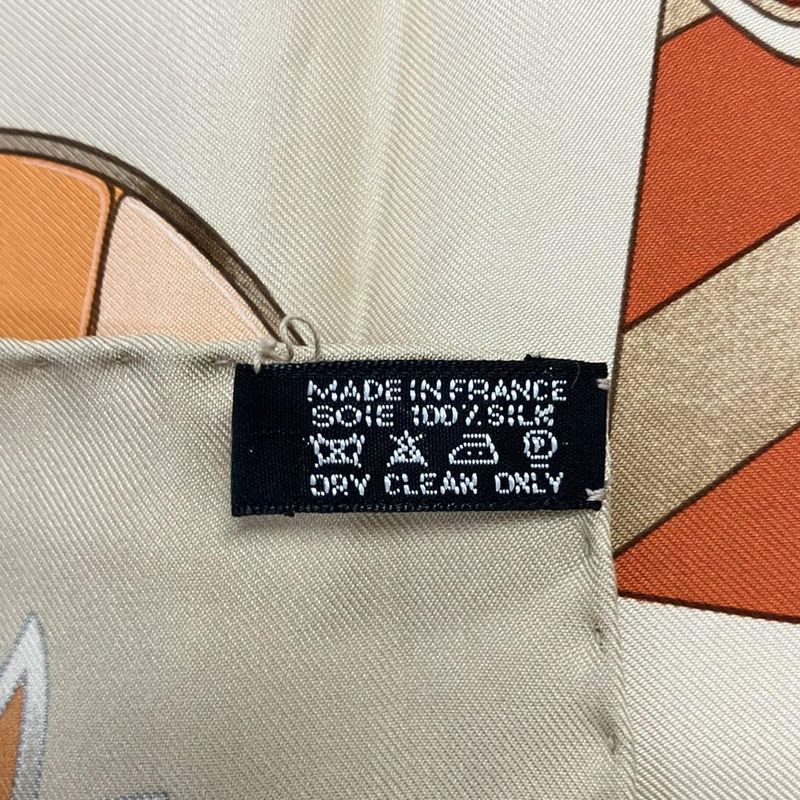 MADE IN FRANCE
SOIE 100% SILK
P
DRY CLEAN ONLY